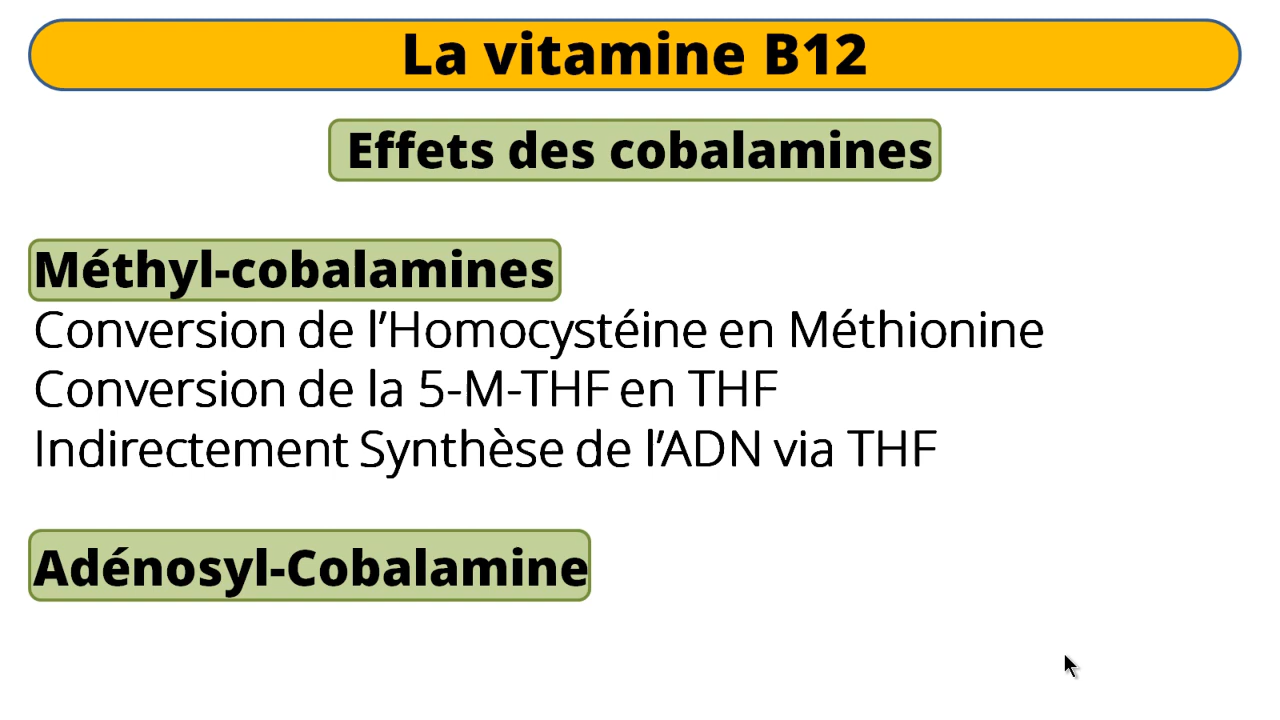 La vitamine B12
Effets des cobalamines
Méthyl-cobalamines
Conversion de l’Homocystéine en Méthionine
Conversion de la 5-M-THF en THF
Indirectement Synthèse de l’ADN via THF
Adénosyl-Cobalamine